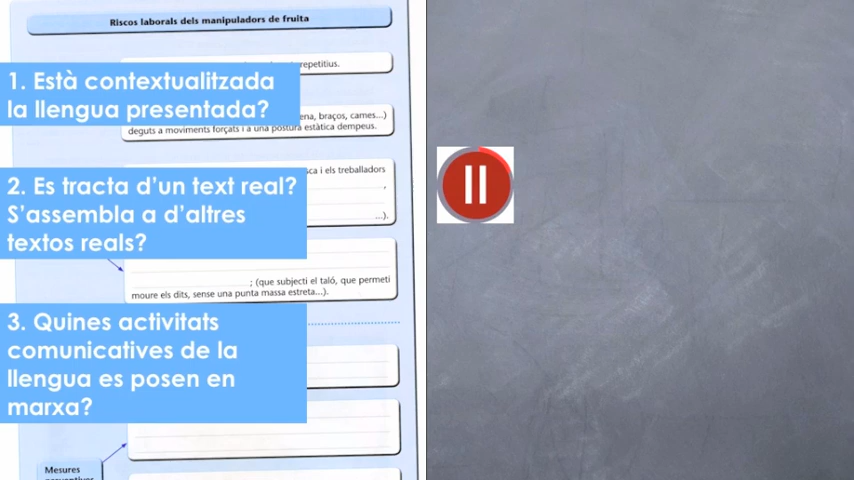 Riscos laborals dels manipuladors de fruita
repetitius.
1. Està contextualitzada
la llengua presentada?
ena, braços, cames...)
deguts a moviments forçats i a una postura estàtica dempeus.
ca i els treballadors
,
...).
2. Es tracta d'un text real?
S'assembla a d'altres
textos reals?
; (que subjecti el taló, que permeti
moure els dits, sense una punta massa estreta...).
3. Quines activitats
comunicatives de la
llengua es posen en
marxa?
Mesures